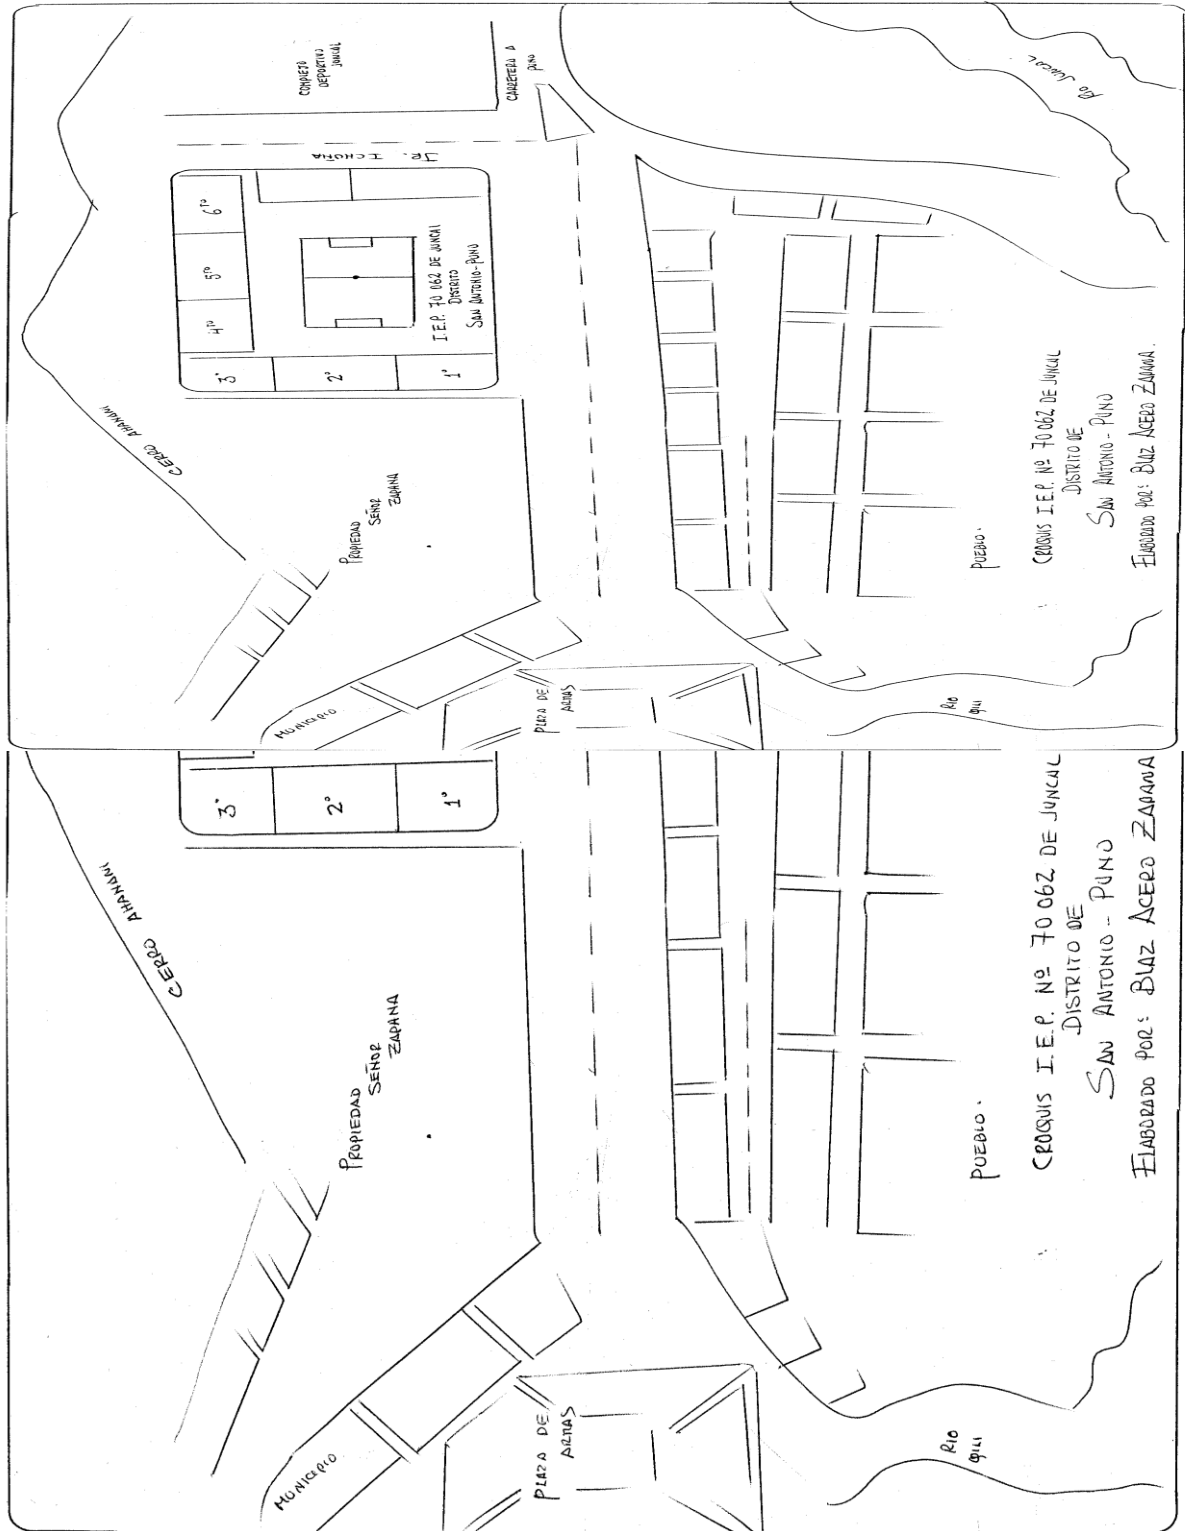 COMPLEJO
DEPORTIVO
JUNCAL
CARRETERA A
PUNO
RIO JUNCAL
JR. ICHUÑA
6TO
5TO
4TO
3°
2°
1°
I.E.P. 70 062 DE JUNCAL
DISTRITO
SAN ANTONIO - PUNO
CERRO AHANANI
PROPIEDAD
SEÑOR
ZAPANA
MUNICIPIO
PLAZA DE
ARMAS
RIO
PUEBLO.
CROQUIS I.E.P. Nº 70062 DE JUNCAL
DISTRITO DE
SAN ANTONIO - PUNO
ELABORADO POR: BLAZ ACERO ZAPANA.
3°
2°
1°
CERRO AHANANI
PROPIEDAD
SEÑOR
ZAPANA
MUNICIPIO
PLAZA DE
ARMAS
RIO
PUEBLO.
CROQUIS I.E.P. Nº 70 062 DE JUNCAL
DISTRITO DE
SAN ANTONIO - PUNO
ELABORADO POR: BLAZ ACERO ZAPANA